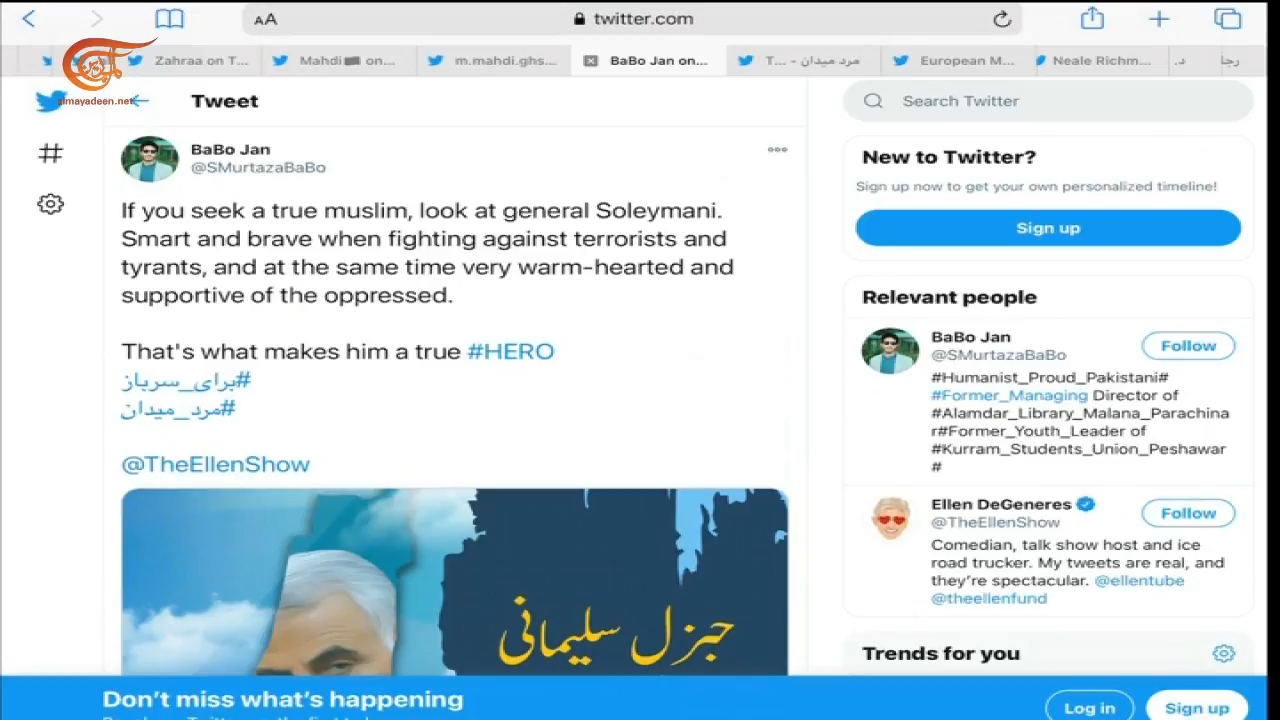 AA
twitter.com
Zahraa on T...
Mahdi on...
m.mahdi.ghs...
BaBo Jan on...
مرد میدان - ...T
European M...
Neale Richm...
د.
رجا
الميادين
almayadeen.net
Tweet
BaBo Jan
@SMurtazaBaBo
If you seek a true muslim, look at general Soleymani.
Smart and brave when fighting against terrorists and
tyrants, and at the same time very warm-hearted and
supportive of the oppressed.
That's what makes him a true #HERO
#برای_سرباز
#مرد_میدان
@TheEllenShow
جنرل سلیمانی
Search Twitter
New to Twitter?
Sign up now to get your own personalized timeline!
Sign up
Relevant people
BaBo Jan
@SMurtazaBaBo
Follow
#Humanist_Proud_Pakistani#
#Former_Managing Director of
#Alamdar_Library_Malana_Parachina
r#Former_Youth_Leader of
#Kurram_Students_Union_Peshawar
#
Ellen DeGeneres
@TheEllenShow
Follow
Comedian, talk show host and ice
road trucker. My tweets are real, and
they're spectacular. @ellentube
@theellenfund
Trends for you
Don't miss what's happening
Log in
Sign up